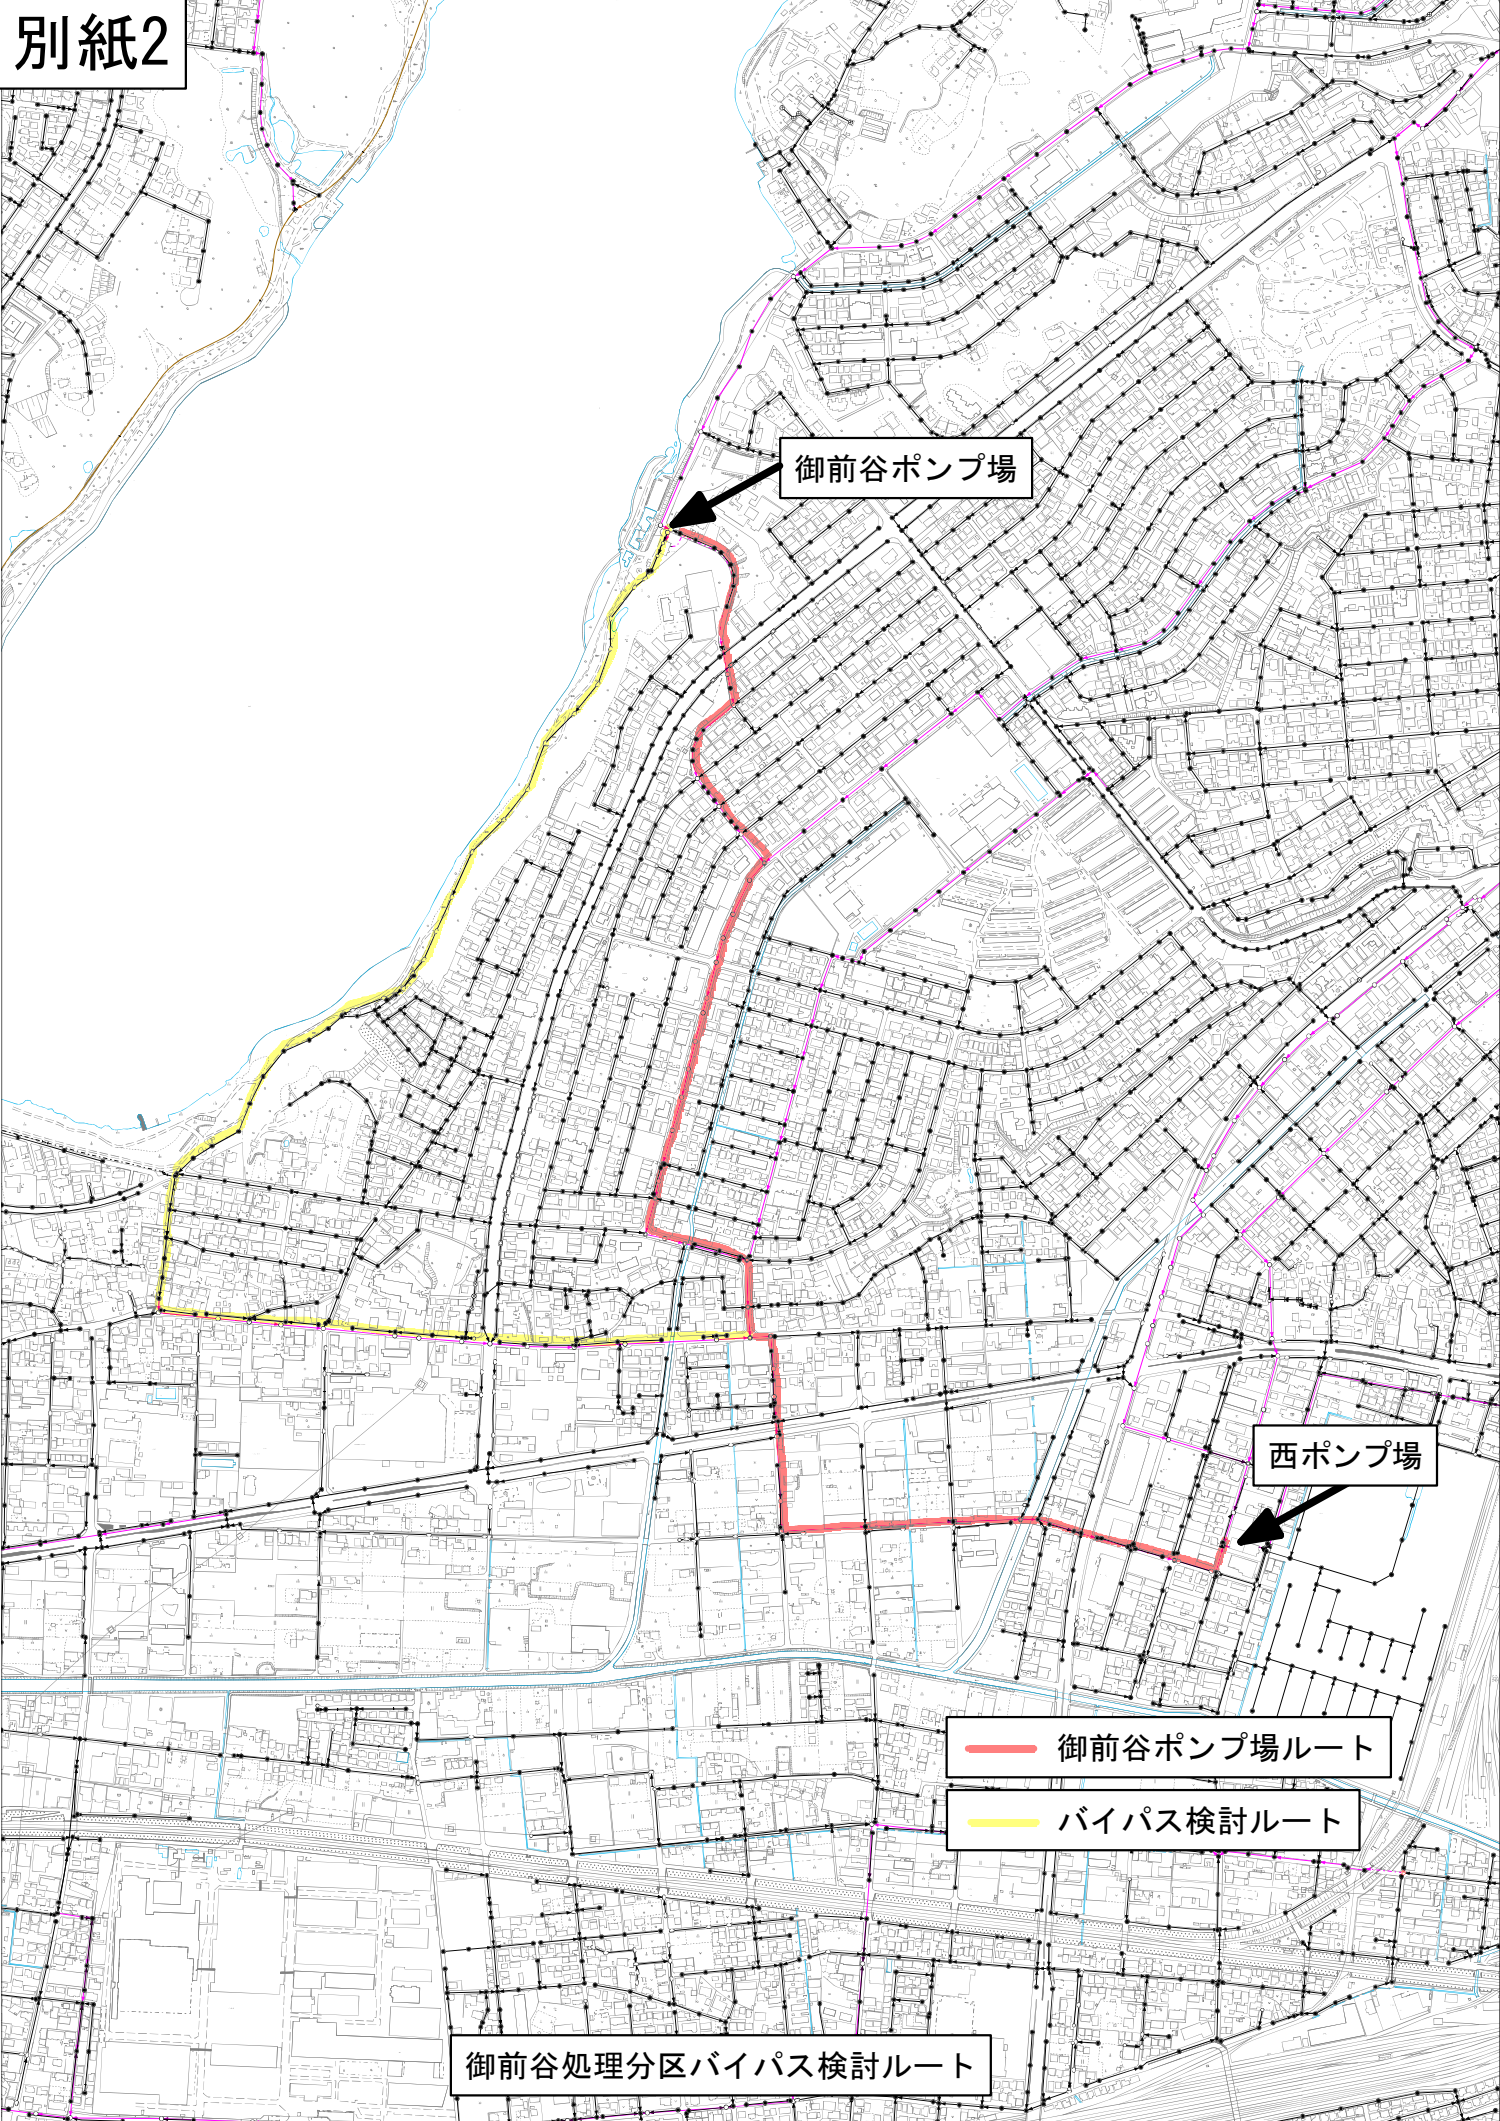 別紙2
御前谷ポンプ場
西ポンプ場
御前谷ポンプ場ルート
バイパス検討ルート
御前谷処理分区バイパス検討ルート